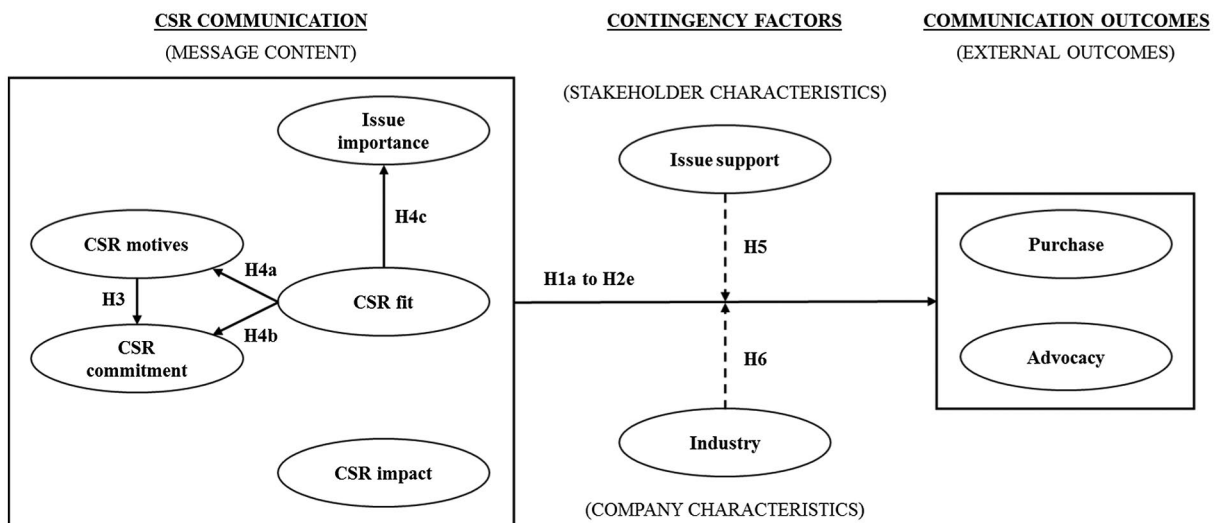 CSR COMMUNICATION
(MESSAGE CONTENT)
Issue
importance
H4c
CSR motives
H4a
H3
CSR fit
H4b
CSR
commitment
CSR impact
CONTINGENCY FACTORS
(STAKEHOLDER CHARACTERISTICS)
Issue support
H5
H1a to H2e
H6
Industry
(COMPANY CHARACTERISTICS)
COMMUNICATION OUTCOMES
(EXTERNAL OUTCOMES)
Purchase
Advocacy